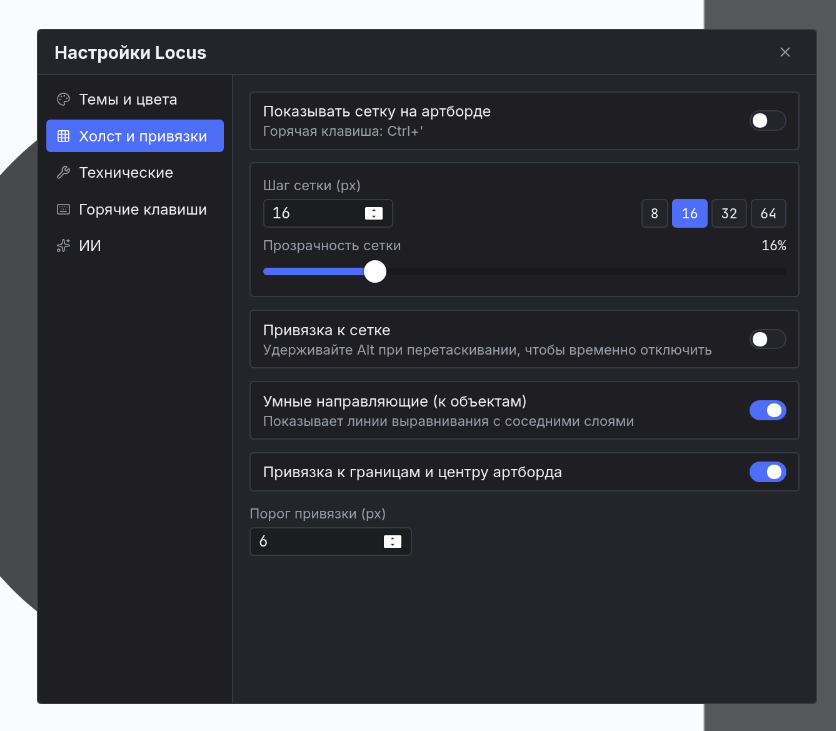 Настройки Locus
Темы и цвета
Холст и привязки
Технические
Горячие клавиши
ИИ
Показывать сетку на артборде
Горячая клавиша: Ctrl+'
Шаг сетки (px)
16
8 16 32 64
Прозрачность сетки 16%
Привязка к сетке
Удерживайте Alt при перетаскивании, чтобы временно отключить
Умные направляющие (к объектам)
Показывает линии выравнивания с соседними слоями
Привязка к границам и центру артборда
Порог привязки (px)
6